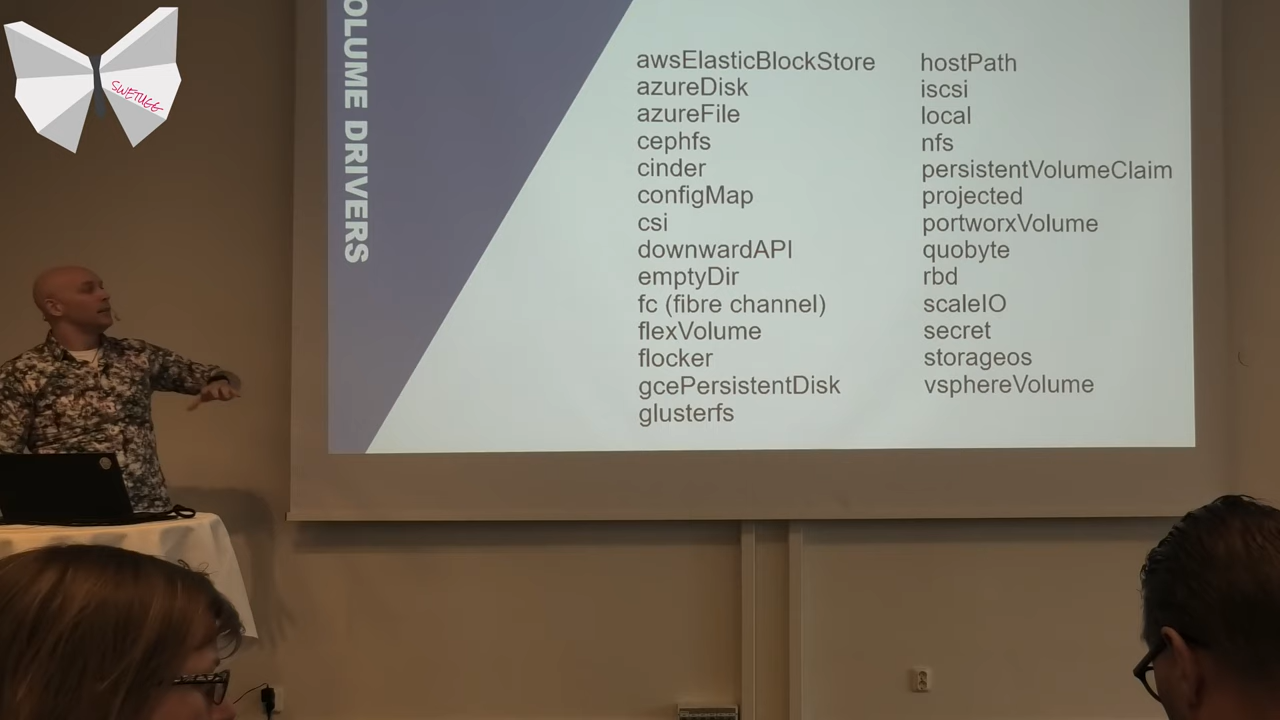 SWETUGG
OLUME DRIVERS
awsElasticBlockStore
azureDisk
azureFile
cephfs
cinder
configMap
csi
downwardAPI
emptyDir
fc (fibre channel)
flexVolume
flocker
gcePersistentDisk
glusterfs
hostPath
iscsi
local
nfs
persistentVolumeClaim
projected
portworxVolume
quobyte
rbd
scaleIO
secret
storageos
vsphereVolume